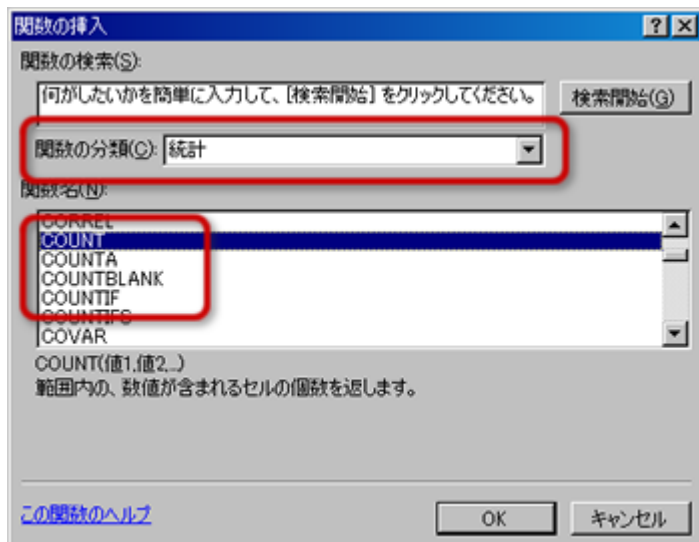 関数の挿入
関数の検索(S):
何がしたいかを簡単に入力して、[検索開始] をクリックしてください。
検索開始(G)
関数の分類(C): 統計
関数名(N):
CORREL
COUNT
COUNTA
COUNTBLANK
COUNTIF
COUNTIFS
COVAR
COUNT(値1,値2,...)
範囲内の、数値が含まれるセルの個数を返します。
この関数のヘルプ
OK
キャンセル